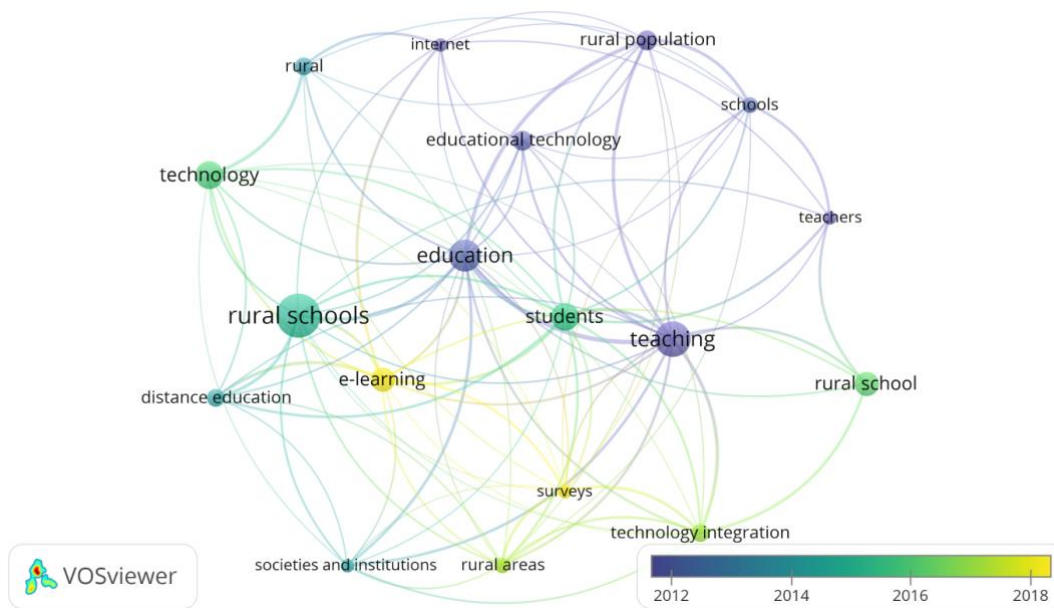 internet
rural population
rural
schools
educational technology
technology
teachers
education
rural schools
students
teaching
e-learning
rural school
distance education
surveys
technology integration
societies and institutions
rural areas
VOSviewer
2012
2014
2016
2018